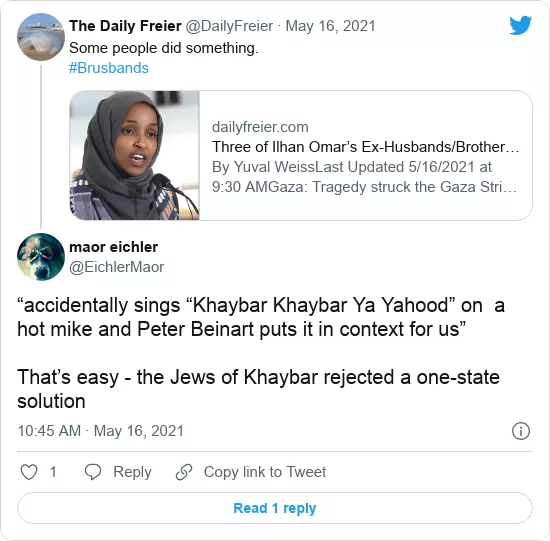 The Daily Freier @DailyFreier · May 16, 2021
Some people did something.
#Brusbands
dailyfreier.com
Three of Ilhan Omar’s Ex-Husbands/Brother…
By Yuval WeissLast Updated 5/16/2021 at
9:30 AMGaza: Tragedy struck the Gaza Stri…
maor eichler
@EichlerMaor
“accidentally sings “Khaybar Khaybar Ya Yahood” on  a
hot mike and Peter Beinart puts it in context for us”
That’s easy - the Jews of Khaybar rejected a one-state
solution
10:45 AM · May 16, 2021
1 Reply Copy link to Tweet
Read 1 reply